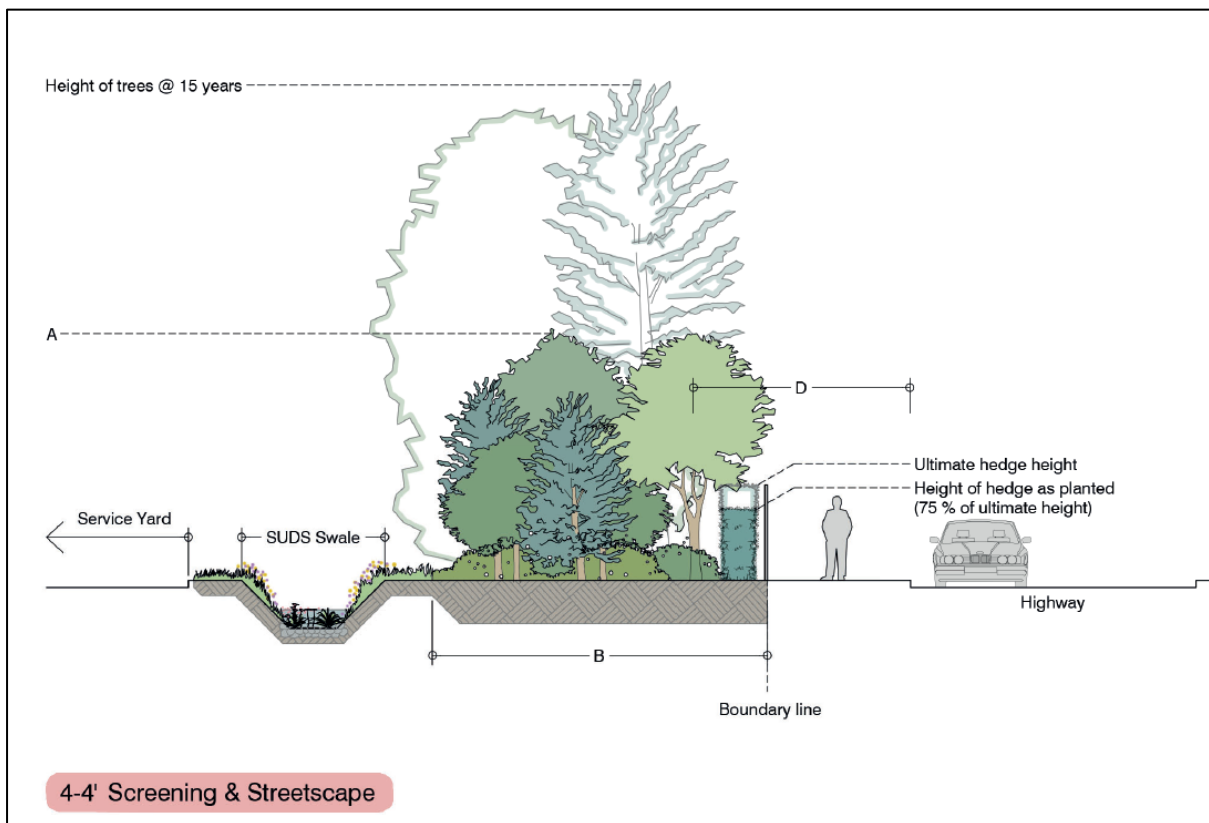 Height of trees @ 15 years
A
D
Ultimate hedge height
Height of hedge as planted
(75 % of ultimate height)
Service Yard
SUDS Swale
Highway
B
Boundary line
4-4' Screening & Streetscape